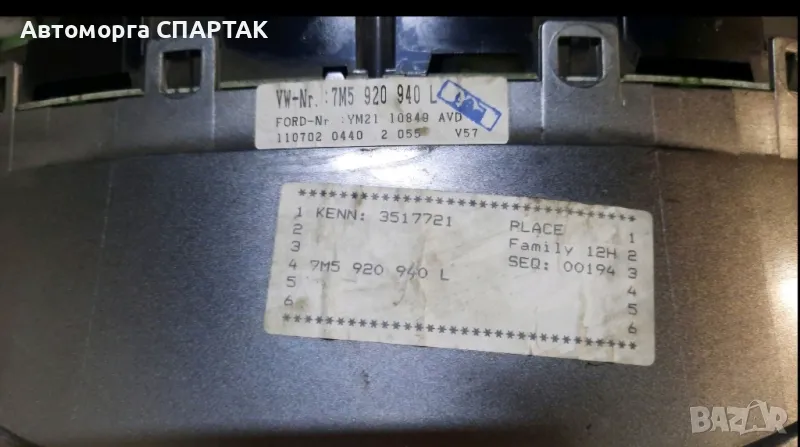 Автоморга СПАРТАК
VW-Nr. :7M5 920 940 L
FORD-Nr :YM21 10849 AVD
110702 0440 2 055 V57
************************
1 KENN: 3517721 PLACE 1
2 Family 12H 2
3 SEQ: 00194 3
4 7M5 920 940 L 4
5 5
6 6
************************
BAZAR
bg